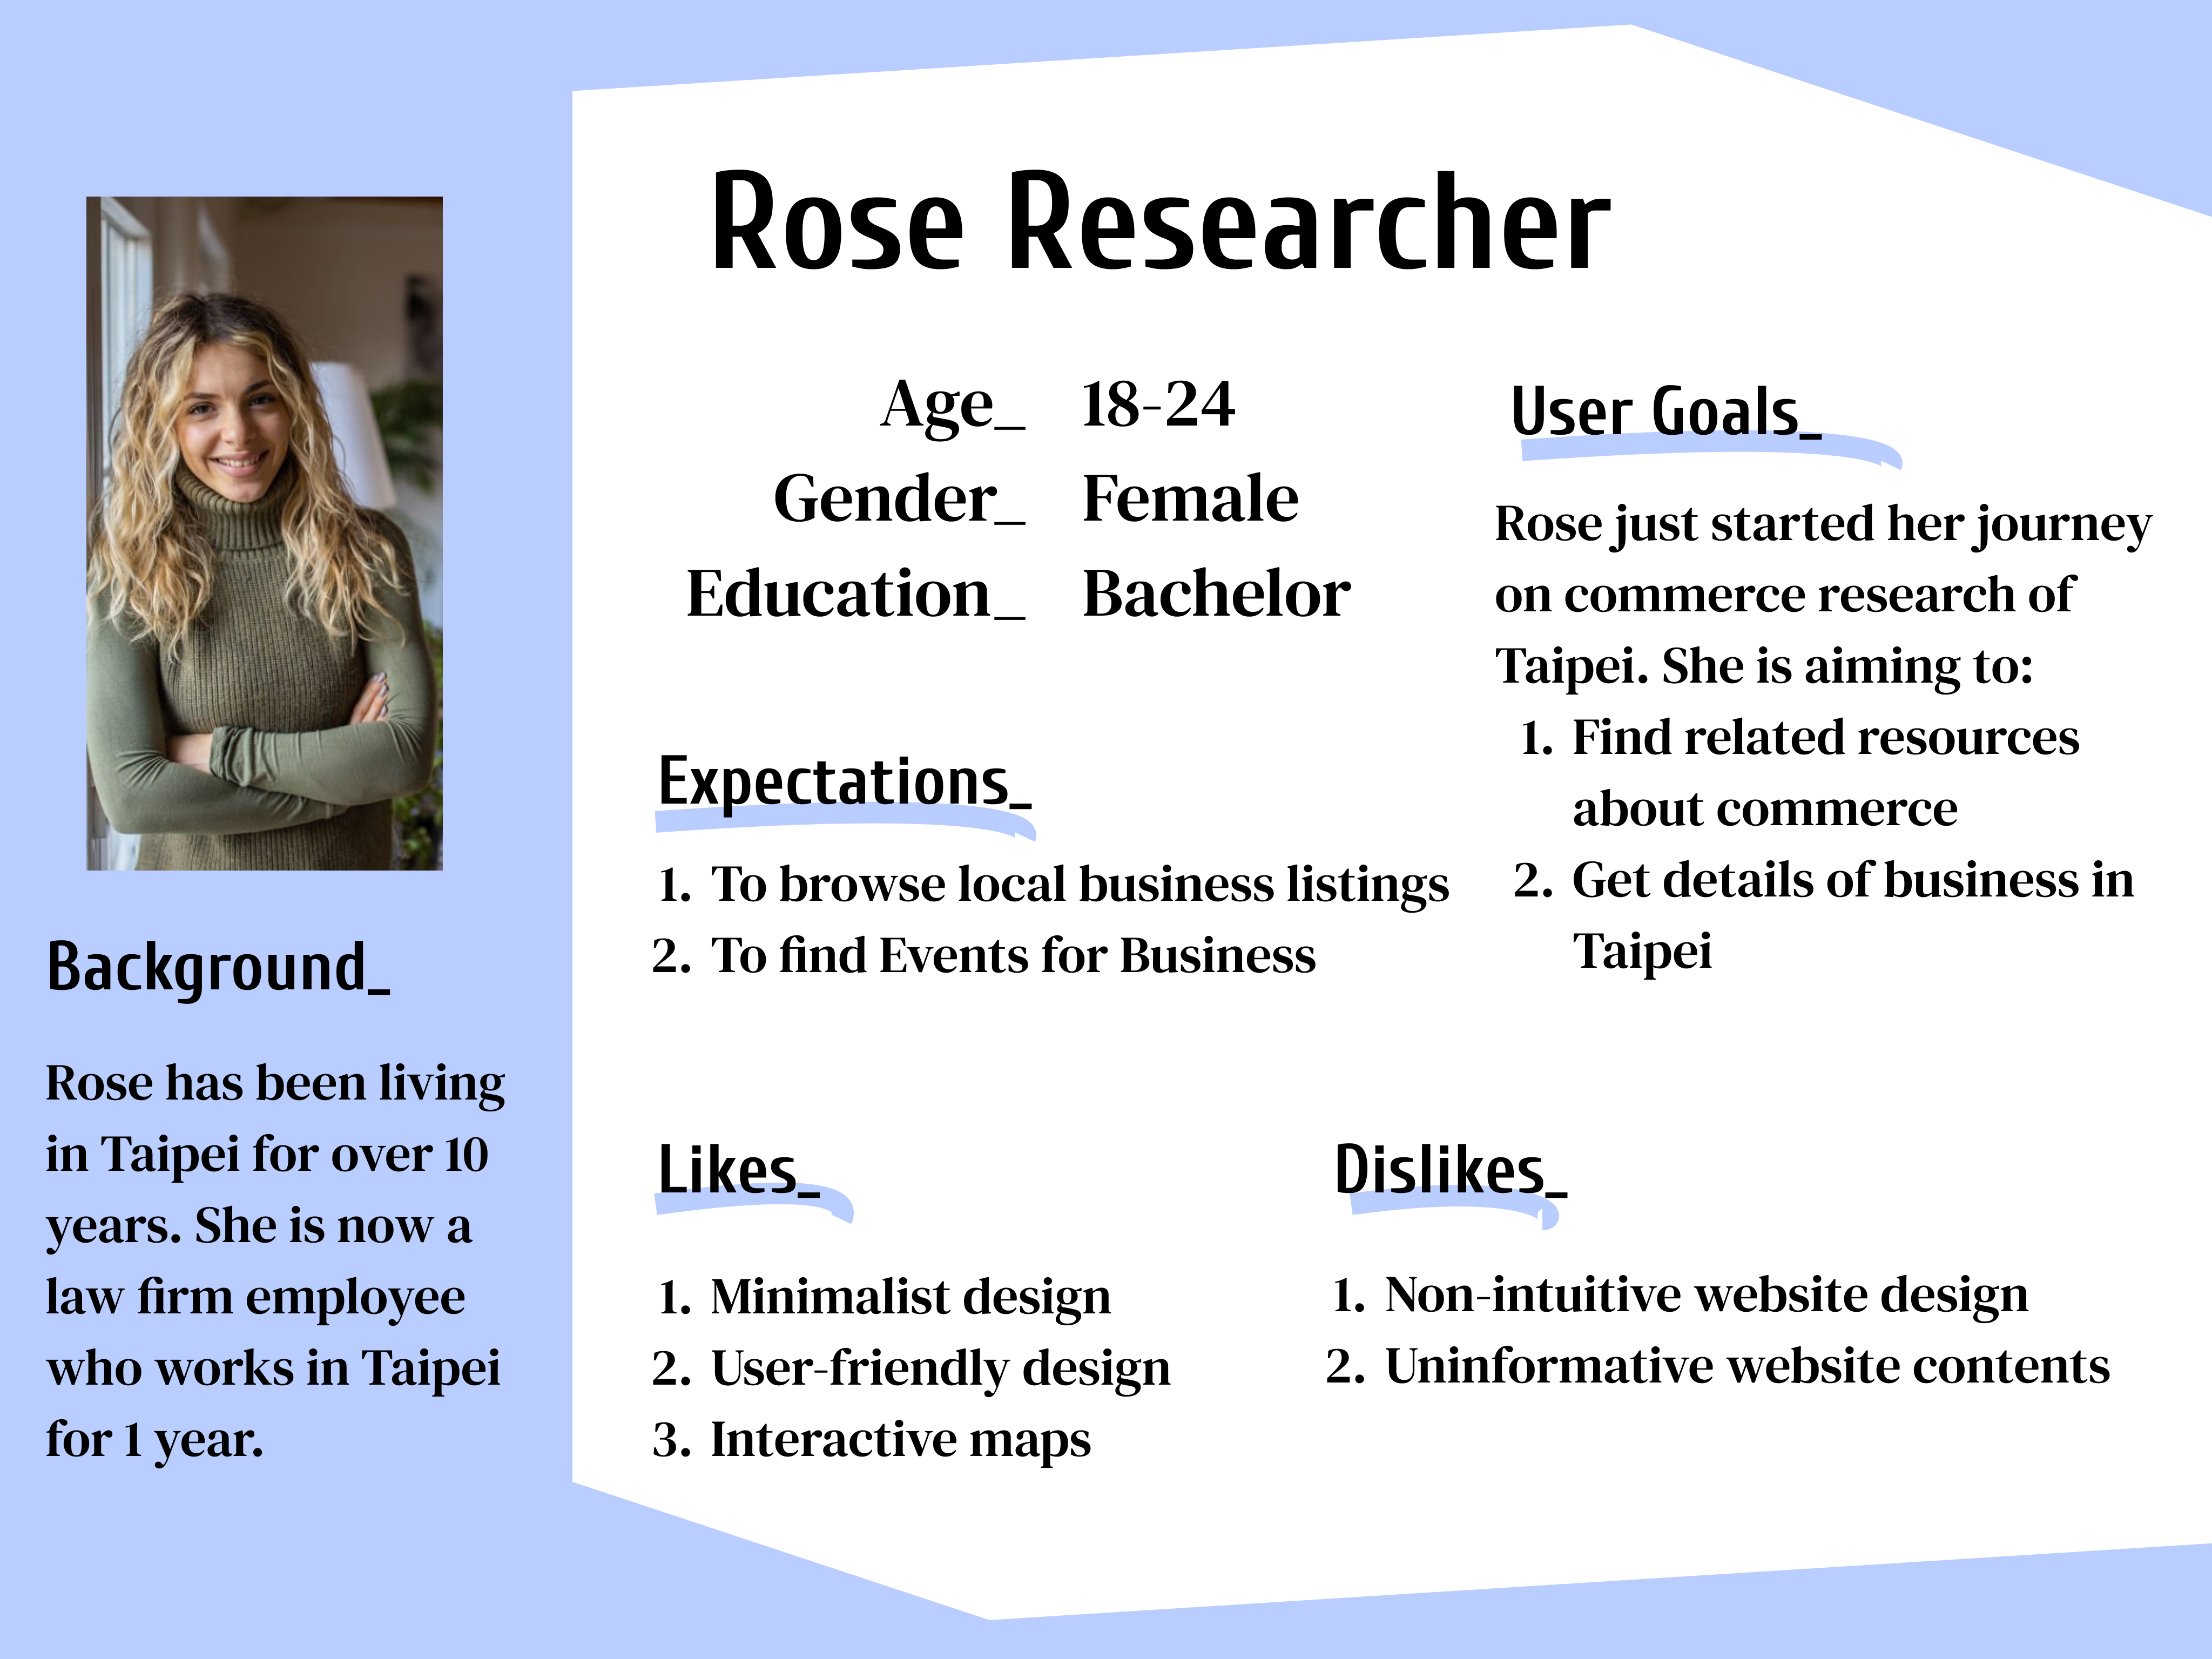 Rose Researcher
Age_ 18-24
Gender_ Female
Education_ Bachelor
User Goals_
Rose just started her journey
on commerce research of
Taipei. She is aiming to:
1. Find related resources
about commerce
2. Get details of business in
Taipei
Expectations_
1. To browse local business listings
2. To find Events for Business
Background_
Rose has been living
in Taipei for over 10
years. She is now a
law firm employee
who works in Taipei
for 1 year.
Likes_
1. Minimalist design
2. User-friendly design
3. Interactive maps
Dislikes_
1. Non-intuitive website design
2. Uninformative website contents